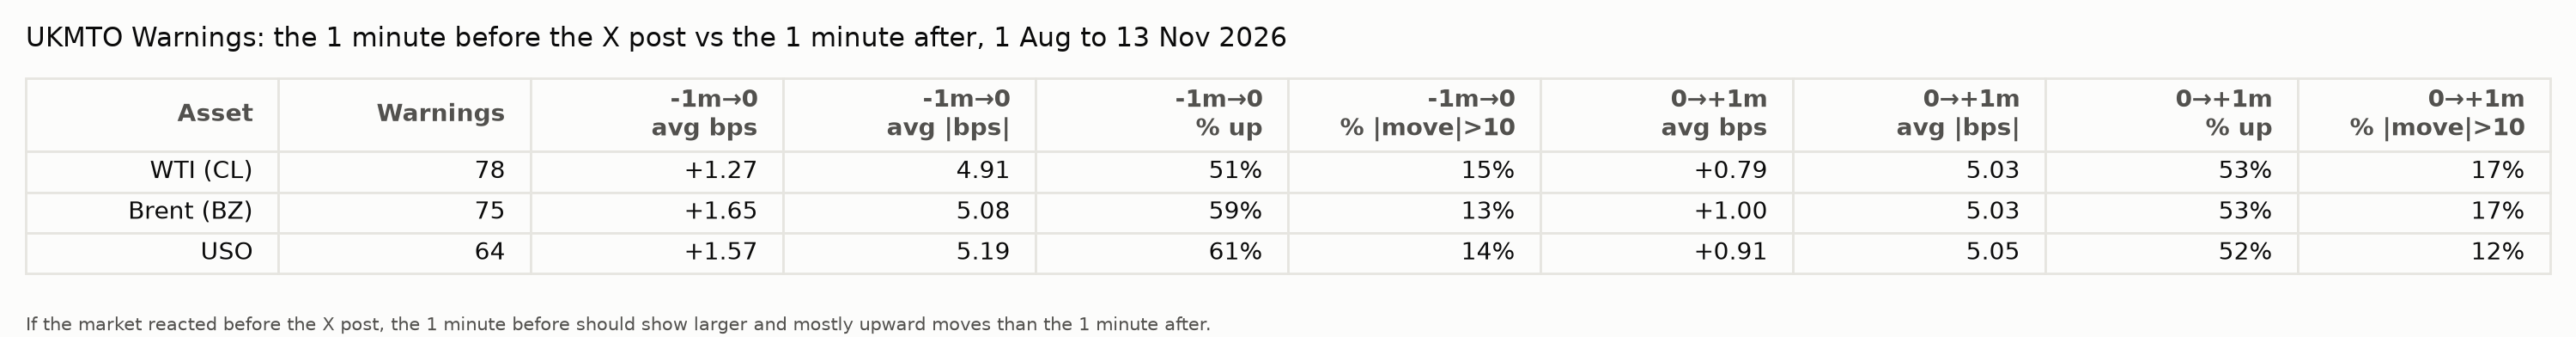 UKMTO Warnings: the 1 minute before the X post vs the 1 minute after, 1 Aug to 13 Nov 2026
Asset Warnings -1m→0 avg bps -1m→0 avg |bps| -1m→0 % up -1m→0 % |move|>10 0→+1m avg bps 0→+1m avg |bps| 0→+1m % up 0→+1m % |move|>10
WTI (CL) 78 +1.27 4.91 51% 15% +0.79 5.03 53% 17%
Brent (BZ) 75 +1.65 5.08 59% 13% +1.00 5.03 53% 17%
USO 64 +1.57 5.19 61% 14% +0.91 5.05 52% 12%
If the market reacted before the X post, the 1 minute before should show larger and mostly upward moves than the 1 minute after.